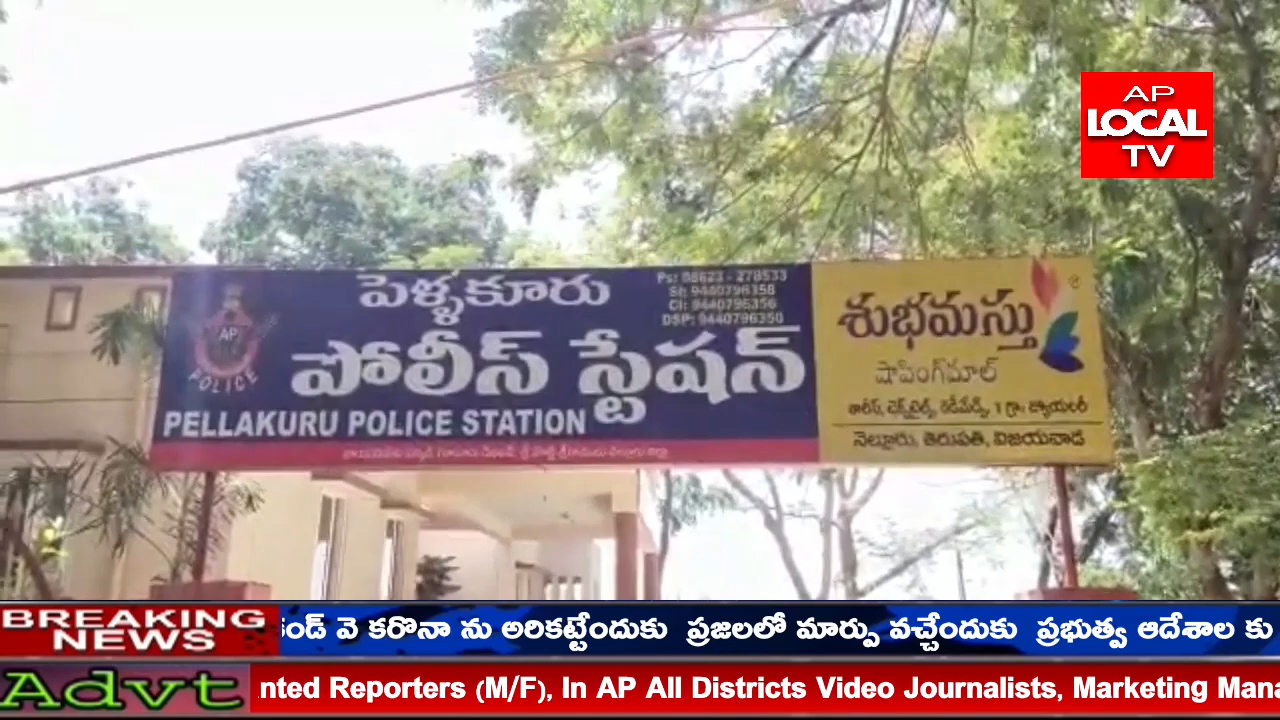 AP
LOCAL
TV
పెళ్ళకూరు
Ps: 08623 - 278533
SI: 9440796358
CI: 9440796356
DSP: 9440796350
AP
POLICE
పోలీస్ స్టేషన్
PELLAKURU POLICE STATION
శుభమస్తు
షాపింగ్‌మాల్
శారీస్, టెక్స్‌టైల్స్, రెడీమేడ్స్, 1 గ్రా. జ్యుయలరీ
నెల్లూరు, తిరుపతి, విజయవాడ
BREAKING
NEWS
కండ్ వె కరొనా ను అరికట్టేందుకు ప్రజలలో మార్పు వచ్చేందుకు ప్రభుత్వ ఆదేశాల కు
Advt
nted Reporters (M/F), In AP All Districts Video Journalists, Marketing Mana